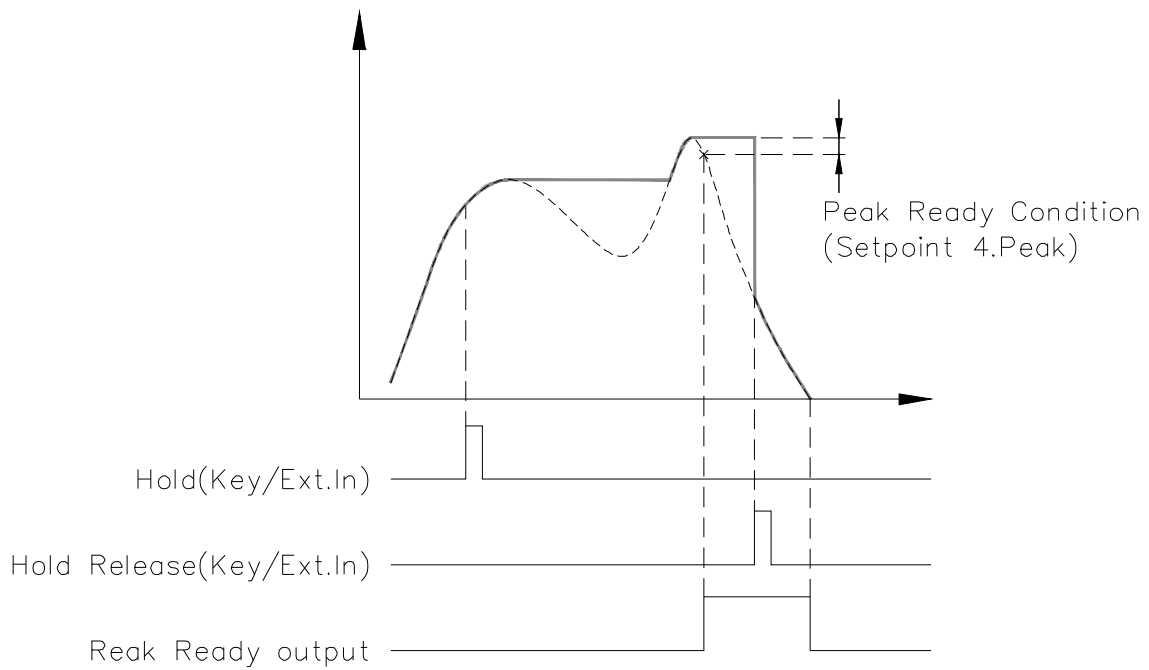 Peak Ready Condition
(Setpoint 4.Peak)
Hold(Key/Ext.In)
Hold Release(Key/Ext.In)
Reak Ready output